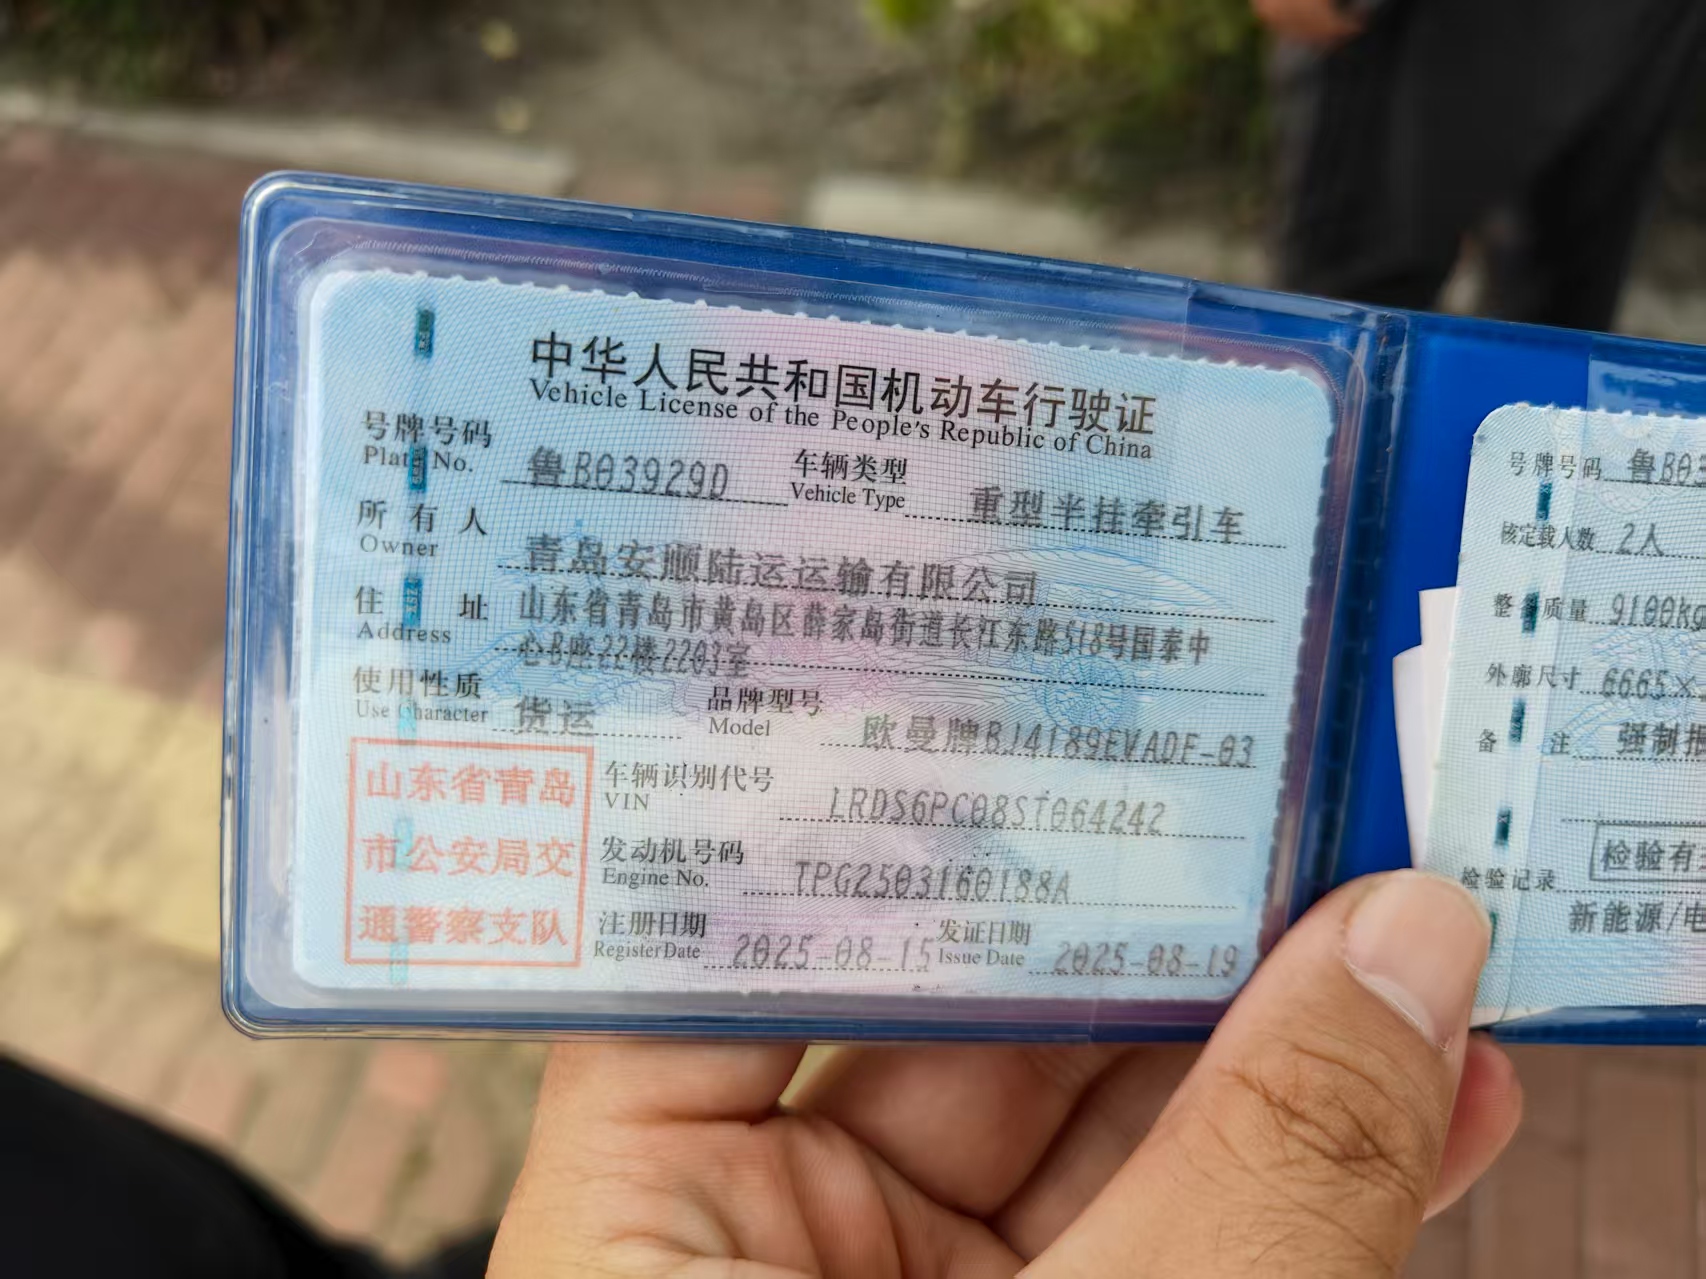 中华人民共和国机动车行驶证
Vehicle License of the People's Republic of China
号牌号码 鲁B03929D 车辆类型 重型半挂牵引车
Plate No. Vehicle Type
所有人 青岛安顺陆运运输有限公司
Owner
住址 山东省青岛市黄岛区薛家岛街道长江东路518号国泰中
Address 心B座22楼2203室
使用性质 货运 品牌型号 欧曼牌BJ4189EVADF-03
Use Character Model
山东省青岛
市公安局交
通警察支队
车辆识别代号 LRDS6PC08ST064242
VIN
发动机号码 TPG2503160188A
Engine No.
注册日期 2025-08-15 发证日期 2025-08-19
Register Date Issue Date
号牌号码 鲁B03
核定载人数 2人
整备质量 9100kg
外廓尺寸 6665×
备注 强制报
检验有
检验记录
新能源/电